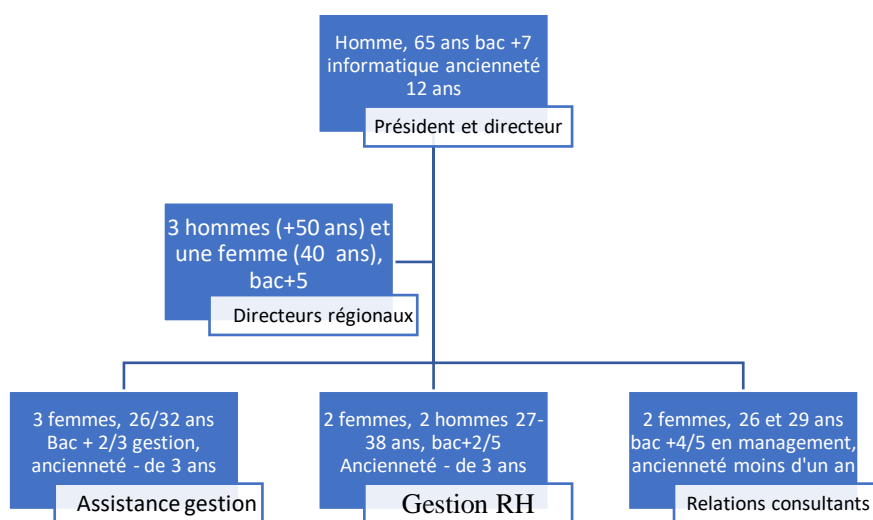 Homme, 65 ans bac +7
informatique ancienneté
12 ans
Président et directeur
3 hommes (+50 ans) et
une femme (40 ans),
bac+5
Directeurs régionaux
3 femmes, 26/32 ans
Bac + 2/3 gestion,
ancienneté - de 3 ans
Assistance gestion
2 femmes, 2 hommes 27-
38 ans, bac+2/5
Ancienneté - de 3 ans
Gestion RH
2 femmes, 26 et 29 ans
bac +4/5 en management,
ancienneté moins d'un an
Relations consultants